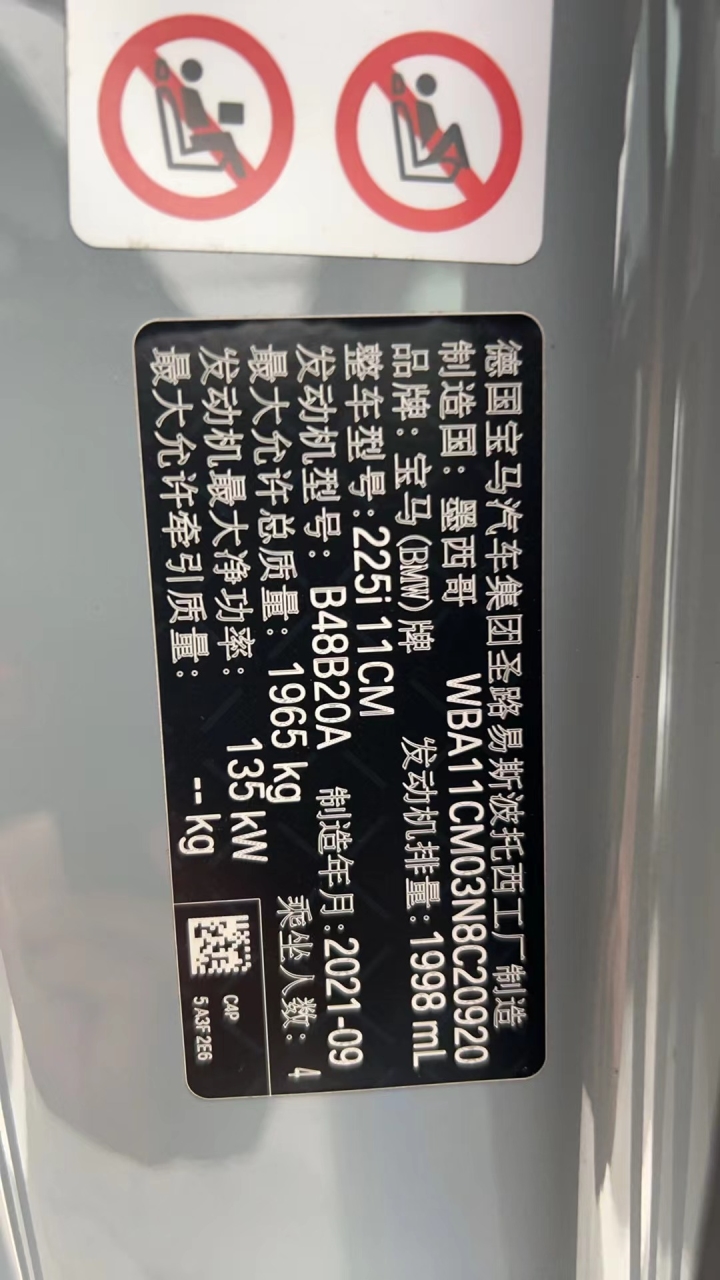 德国宝马汽车集团圣路易斯波托西工厂 制造
制造国：墨西哥 WBA11CM03N8C20920
品牌：宝马(BMW)牌 发动机排量：1998 mL
整车型号：225i 11CM
发动机型号： B48B20A 制造年月：2021-09
最大允许总质量： 1965 kg 乘坐人数： 4
发动机最大净功率： 135 kW
最大允许牵引质量： -- kg
C4P
5A3F2E6